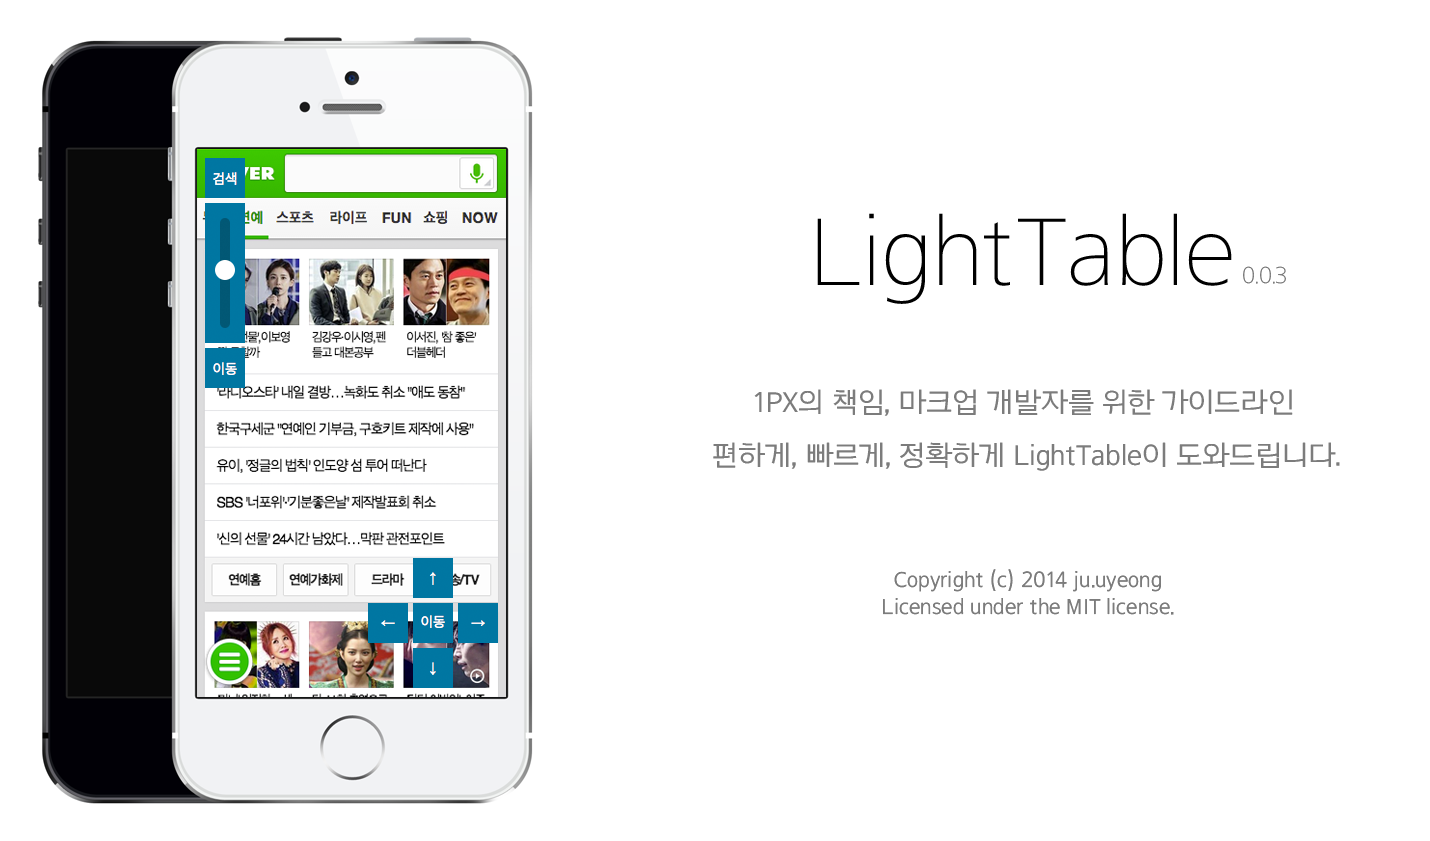 검색
VER
연예 스포츠 라이프 FUN 쇼핑 NOW
이보영
김강우·이시영,펜
들고 대본공부
이서진, '참 좋은'
더블헤더
이동
'라디오스타' 내일 결방…녹화도 취소 "애도 동참"
한국구세군 "연예인 기부금, 구호키트 제작에 사용"
유이, '정글의 법칙' 인도양 섬 투어 떠난다
SBS '너포위'·'기분좋은날' 제작발표회 취소
'신의 선물' 24시간 남았다…막판 관전포인트
연예홈 연예가화제 드라마 송/TV
↑
← 이동 →
↓
LightTable 0.0.3
1PX의 책임, 마크업 개발자를 위한 가이드라인
편하게, 빠르게, 정확하게 LightTable이 도와드립니다.
Copyright (c) 2014 ju.uyeong
Licensed under the MIT license.